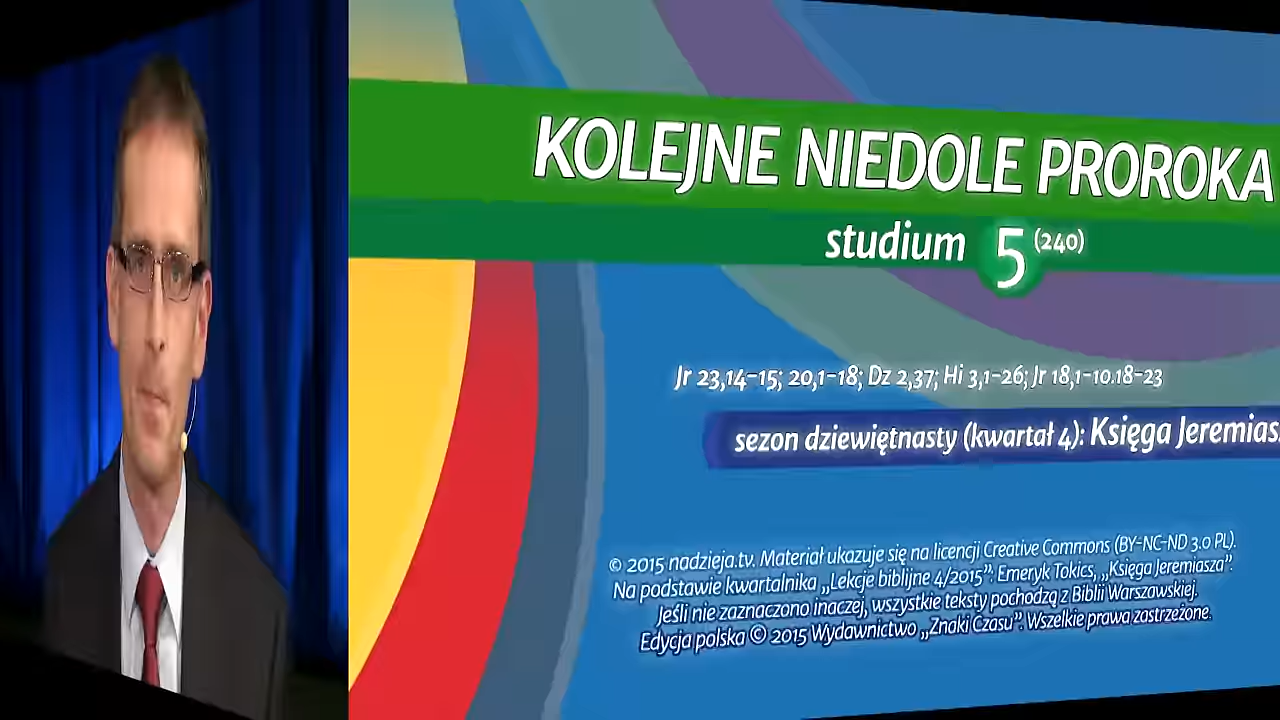 KOLEJNE NIEDOLE PROROKA
studium 5 (240)
Jr 23,14-15; 20,1-18; Dz 2,37; Hi 3,1-26; Jr 18,1-10.18-23
sezon dziewiętnasty (kwartał 4): Księga Jeremias
© 2015 nadzieja.tv. Materiał ukazuje się na licencji Creative Commons (BY-NC-ND 3.0 PL).
Na podstawie kwartalnika „Lekcje biblijne 4/2015”: Emeryk Tokics, „Księga Jeremiasza”.
Jeśli nie zaznaczono inaczej, wszystkie teksty pochodzą z Biblii Warszawskiej.
Edycja polska © 2015 Wydawnictwo „Znaki Czasu”. Wszelkie prawa zastrzeżone.